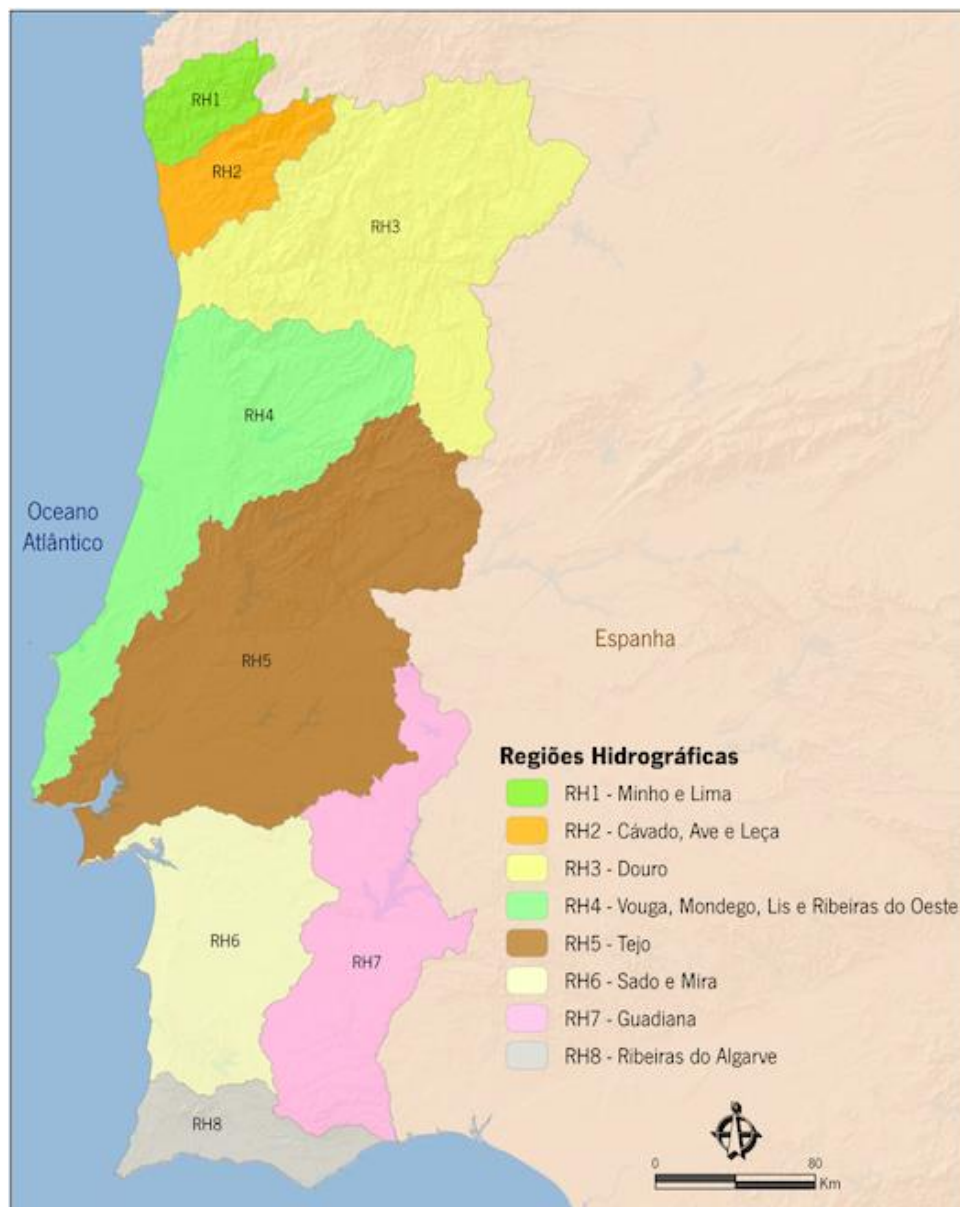 RH1
RH2
RH3
RH4
Oceano
Atlântico
Espanha
RH5
Regiões Hidrográficas
RH1 - Minho e Lima
RH2 - Cávado, Ave e Leça
RH3 - Douro
RH4 - Vouga, Mondego, Lis e Ribeiras do Oeste
RH5 - Tejo
RH6 - Sado e Mira
RH7 - Guadiana
RH8 - Ribeiras do Algarve
RH6
RH7
RH8
0 80
Km